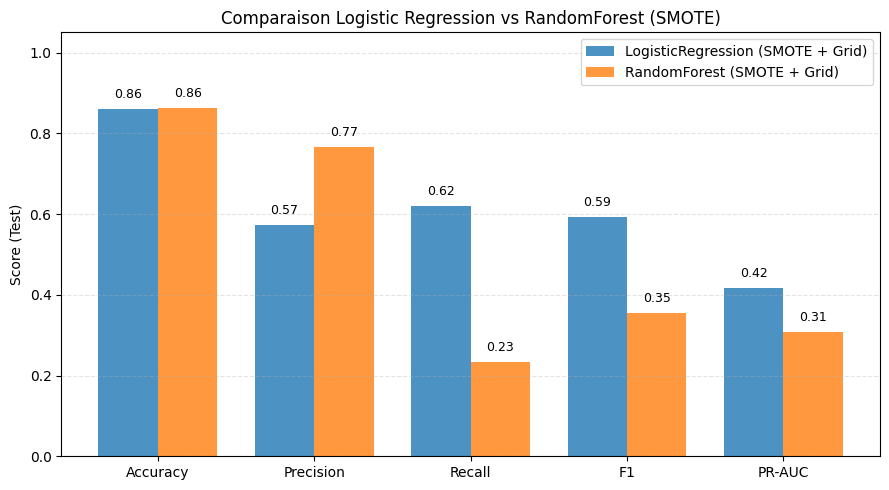 Comparaison Logistic Regression vs RandomForest (SMOTE)
LogisticRegression (SMOTE + Grid)
RandomForest (SMOTE + Grid)
Score (Test)
1.0
0.8
0.6
0.4
0.2
0.0
0.86
0.86
0.57
0.77
0.62
0.23
0.59
0.35
0.42
0.31
Accuracy
Precision
Recall
F1
PR-AUC